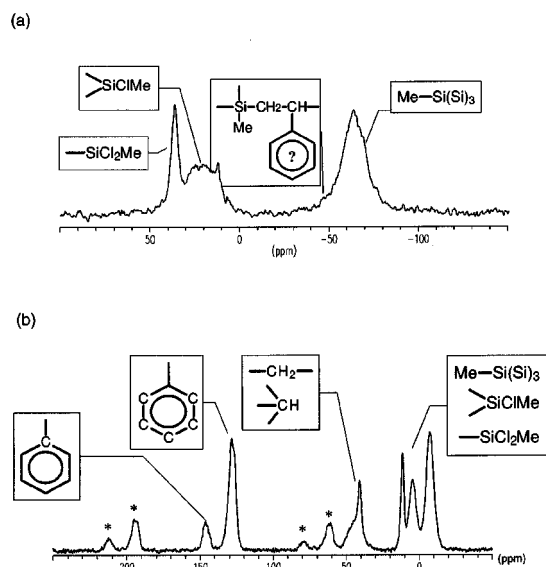 (a)
SiClMe
—SiCl₂Me
—Si—CH₂—CH—
Me
?
Me—Si(Si)₃
50
0
-50
-100
(ppm)
(b)
C
C
C
C
C
C
—CH₂—
—CH
Me—Si(Si)₃
SiClMe
—SiCl₂Me
*
*
*
*
250
200
150
100
50
0
(ppm)